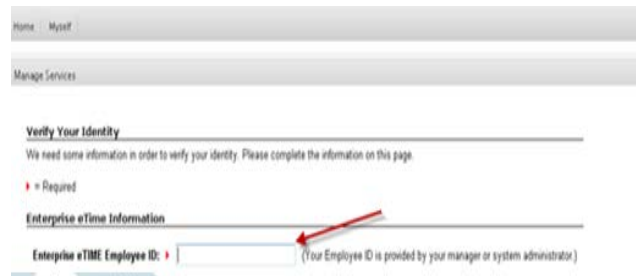 Home Myself
Manage Services
Verify Your Identity
We need some information in order to verify your identity. Please complete the information on this page.
= Required
Enterprise eTime Information
Enterprise eTIME Employee ID: (Your Employee ID is provided by your manager or system administrator.)